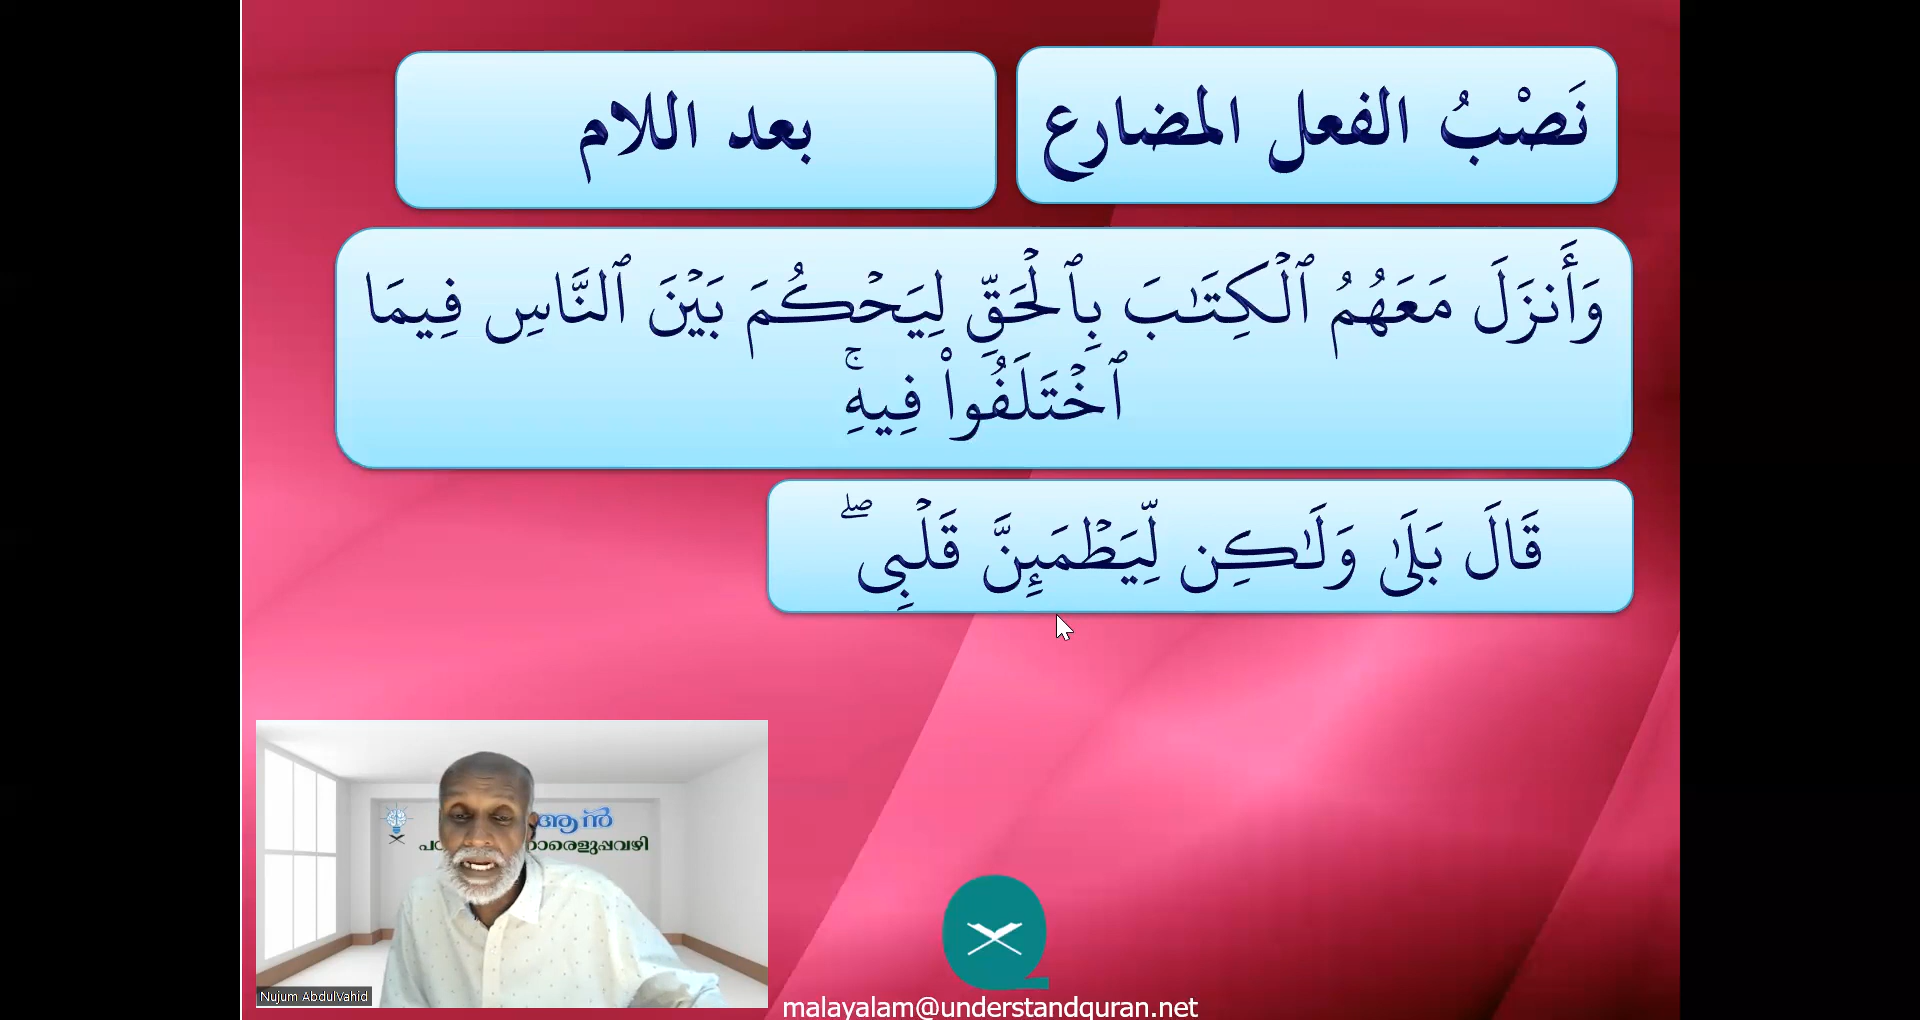 نَصْبُ الفعل المضارع
بعد اللام
وَأَنزَلَ مَعَهُمُ ٱلۡكِتَٰبَ بِٱلۡحَقِّ لِيَحۡكُمَ بَيۡنَ ٱلنَّاسِ فِيمَا
ٱخۡتَلَفُواْ فِيهِۚ
قَالَ بَلَىٰ وَلَٰكِن لِّيَطۡمَئِنَّ قَلۡبِيۖ
Nujum AbdulVahid
malayalam@understandquran.net